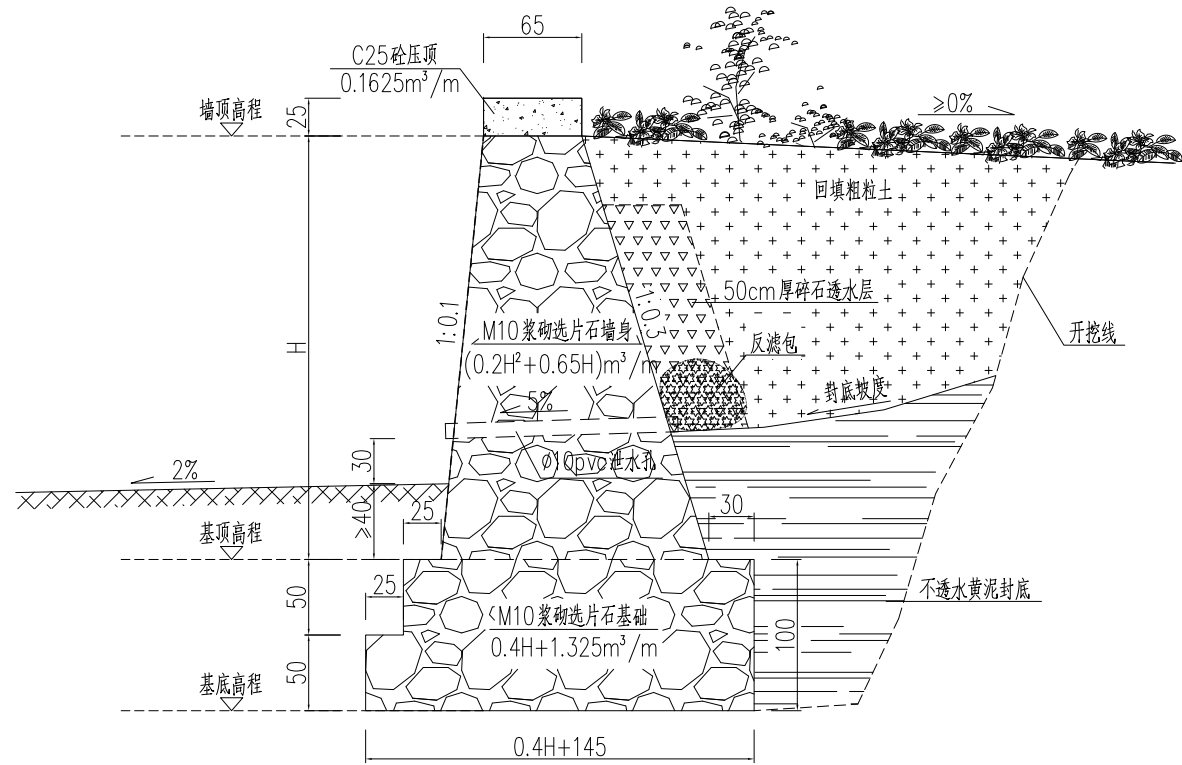 65
C25砼压顶
0.1625m³/m
墙顶高程
25
≥0%
回填粗粒土
1:0.1
1:0.3
50cm厚碎石透水层
M10浆砌选片石墙身
(0.2H²+0.65H)m³/m
反滤包
开挖线
H
封底坡度
5%
30
ø10pvc泄水孔
2%
≥40
25
30
基顶高程
25
50
M10浆砌选片石基础
0.4H+1.325m³/m
100
不透水黄泥封底
50
基底高程
0.4H+145